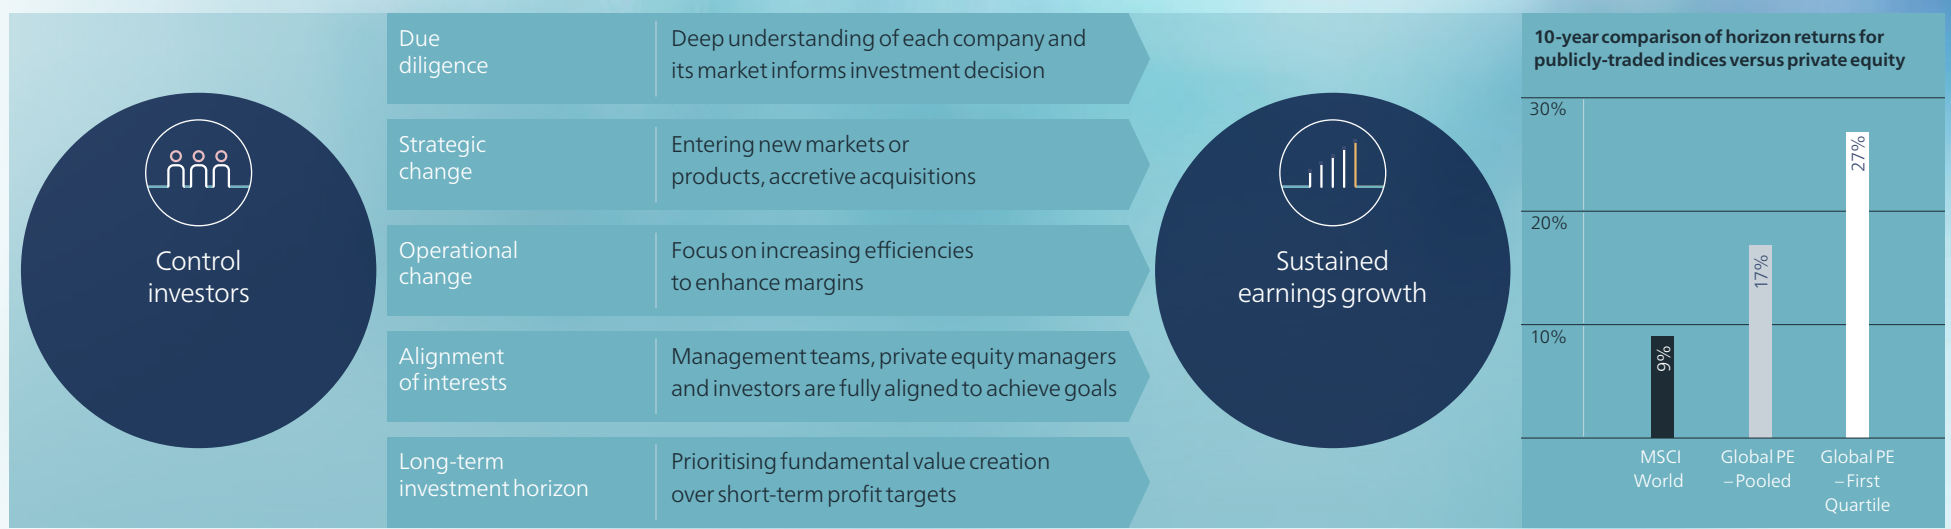 Control
investors
Due
diligence
Deep understanding of each company and
its market informs investment decision
Strategic
change
Entering new markets or
products, accretive acquisitions
Operational
change
Focus on increasing efficiencies
to enhance margins
Alignment
of interests
Management teams, private equity managers
and investors are fully aligned to achieve goals
Long-term
investment horizon
Prioritising fundamental value creation
over short-term profit targets
Sustained
earnings growth
10-year comparison of horizon returns for
publicly-traded indices versus private equity
30%
20%
10%
9%
17%
27%
MSCI
World
Global PE
– Pooled
Global PE
– First
Quartile